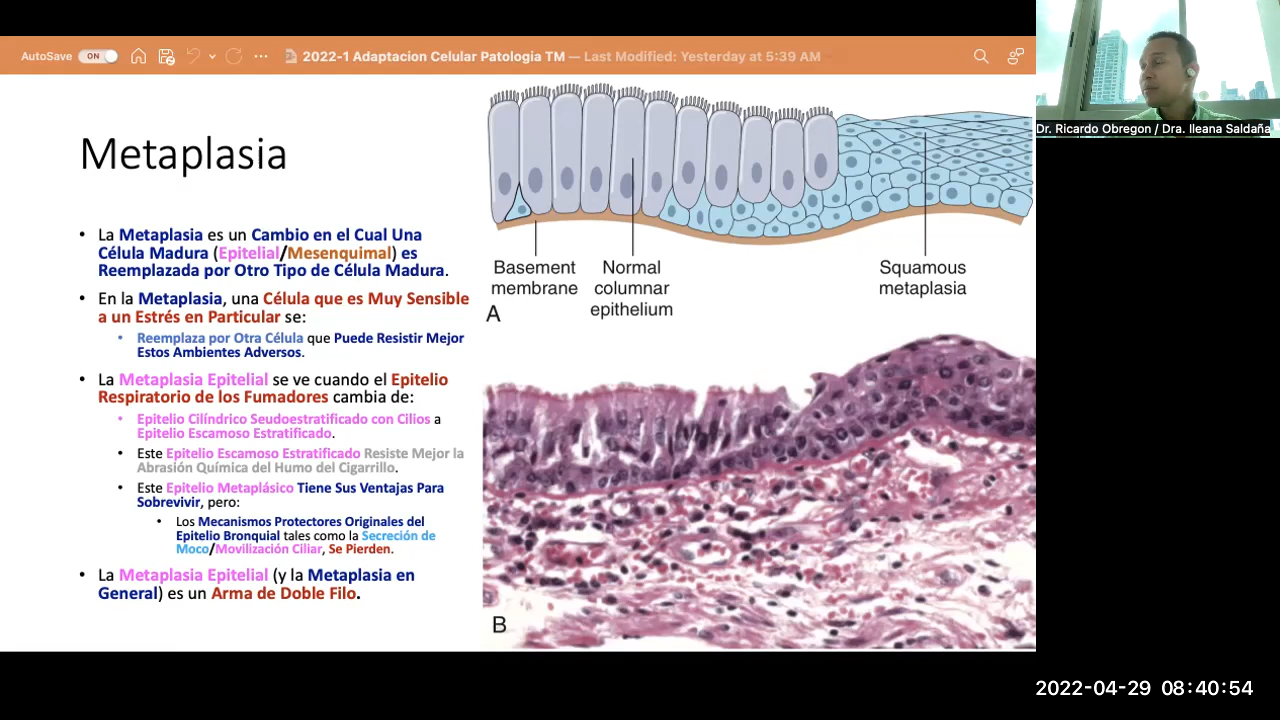 AutoSave ON 2022-1 Adaptacion Celular Patologia TM — Last Modified: Yesterday at 5:39 AM
Dr. Ricardo Obregon / Dra. Ileana Saldaña
Metaplasia
• La Metaplasia es un Cambio en el Cual Una
Célula Madura (Epitelial/Mesenquimal) es
Reemplazada por Otro Tipo de Célula Madura.
• En la Metaplasia, una Célula que es Muy Sensible
a un Estrés en Particular se:
• Reemplaza por Otra Célula que Puede Resistir Mejor
Estos Ambientes Adversos.
• La Metaplasia Epitelial se ve cuando el Epitelio
Respiratorio de los Fumadores cambia de:
• Epitelio Cilíndrico Seudoestratificado con Cilios a
Epitelio Escamoso Estratificado.
• Este Epitelio Escamoso Estratificado Resiste Mejor la
Abrasión Química del Humo del Cigarrillo.
• Este Epitelio Metaplásico Tiene Sus Ventajas Para
Sobrevivir, pero:
• Los Mecanismos Protectores Originales del
Epitelio Bronquial tales como la Secreción de
Moco/Movilización Ciliar, Se Pierden.
• La Metaplasia Epitelial (y la Metaplasia en
General) es un Arma de Doble Filo.
Basement
membrane
Normal
columnar
epithelium
Squamous
metaplasia
A
B
2022-04-29 08:40:54